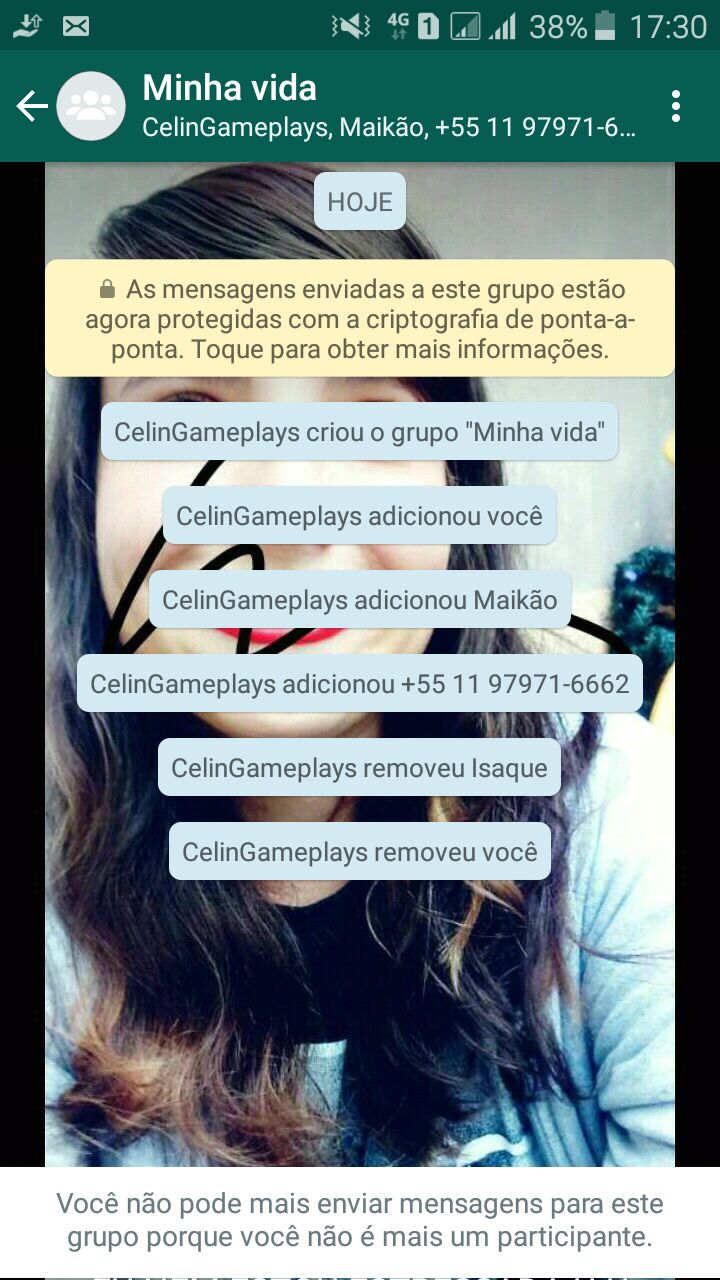 4G 1 38% 17:30
Minha vida
CelinGameplays, Maikão, +55 11 97971-6...
HOJE
As mensagens enviadas a este grupo estão
agora protegidas com a criptografia de ponta-a-
ponta. Toque para obter mais informações.
CelinGameplays criou o grupo "Minha vida"
CelinGameplays adicionou você
CelinGameplays adicionou Maikão
CelinGameplays adicionou +55 11 97971-6662
CelinGameplays removeu Isaque
CelinGameplays removeu você
Você não pode mais enviar mensagens para este
grupo porque você não é mais um participante.